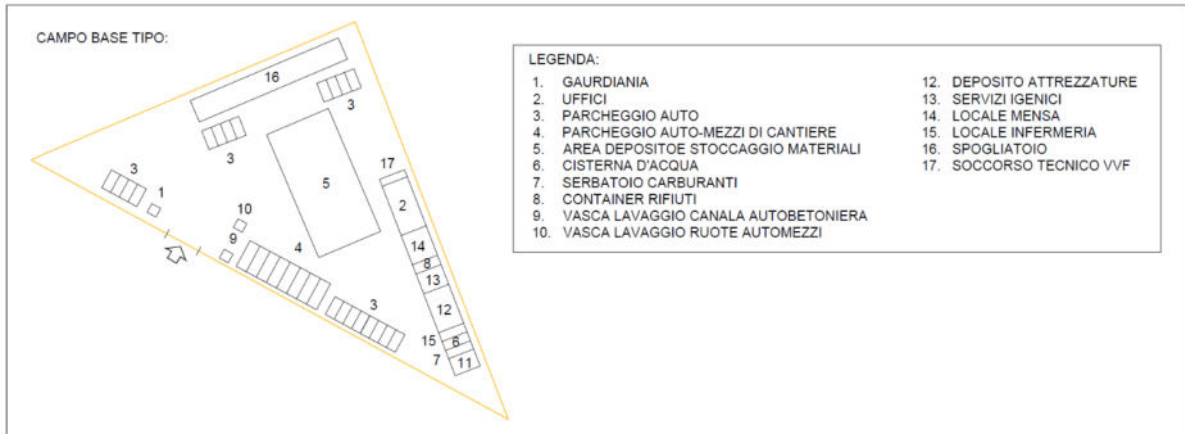 CAMPO BASE TIPO:
16
3
3
3
1
17
5
2
10
9
4
14
8
13
3
12
15
6
7
11
LEGENDA:
1. GAURDIANIA
2. UFFICI
3. PARCHEGGIO AUTO
4. PARCHEGGIO AUTO-MEZZI DI CANTIERE
5. AREA DEPOSITOE STOCCAGGIO MATERIALI
6. CISTERNA D'ACQUA
7. SERBATOIO CARBURANTI
8. CONTAINER RIFIUTI
9. VASCA LAVAGGIO CANALA AUTOBETONIERA
10. VASCA LAVAGGIO RUOTE AUTOMEZZI
12. DEPOSITO ATTREZZATURE
13. SERVIZI IGENICI
14. LOCALE MENSA
15. LOCALE INFERMERIA
16. SPOGLIATOIO
17. SOCCORSO TECNICO VVF